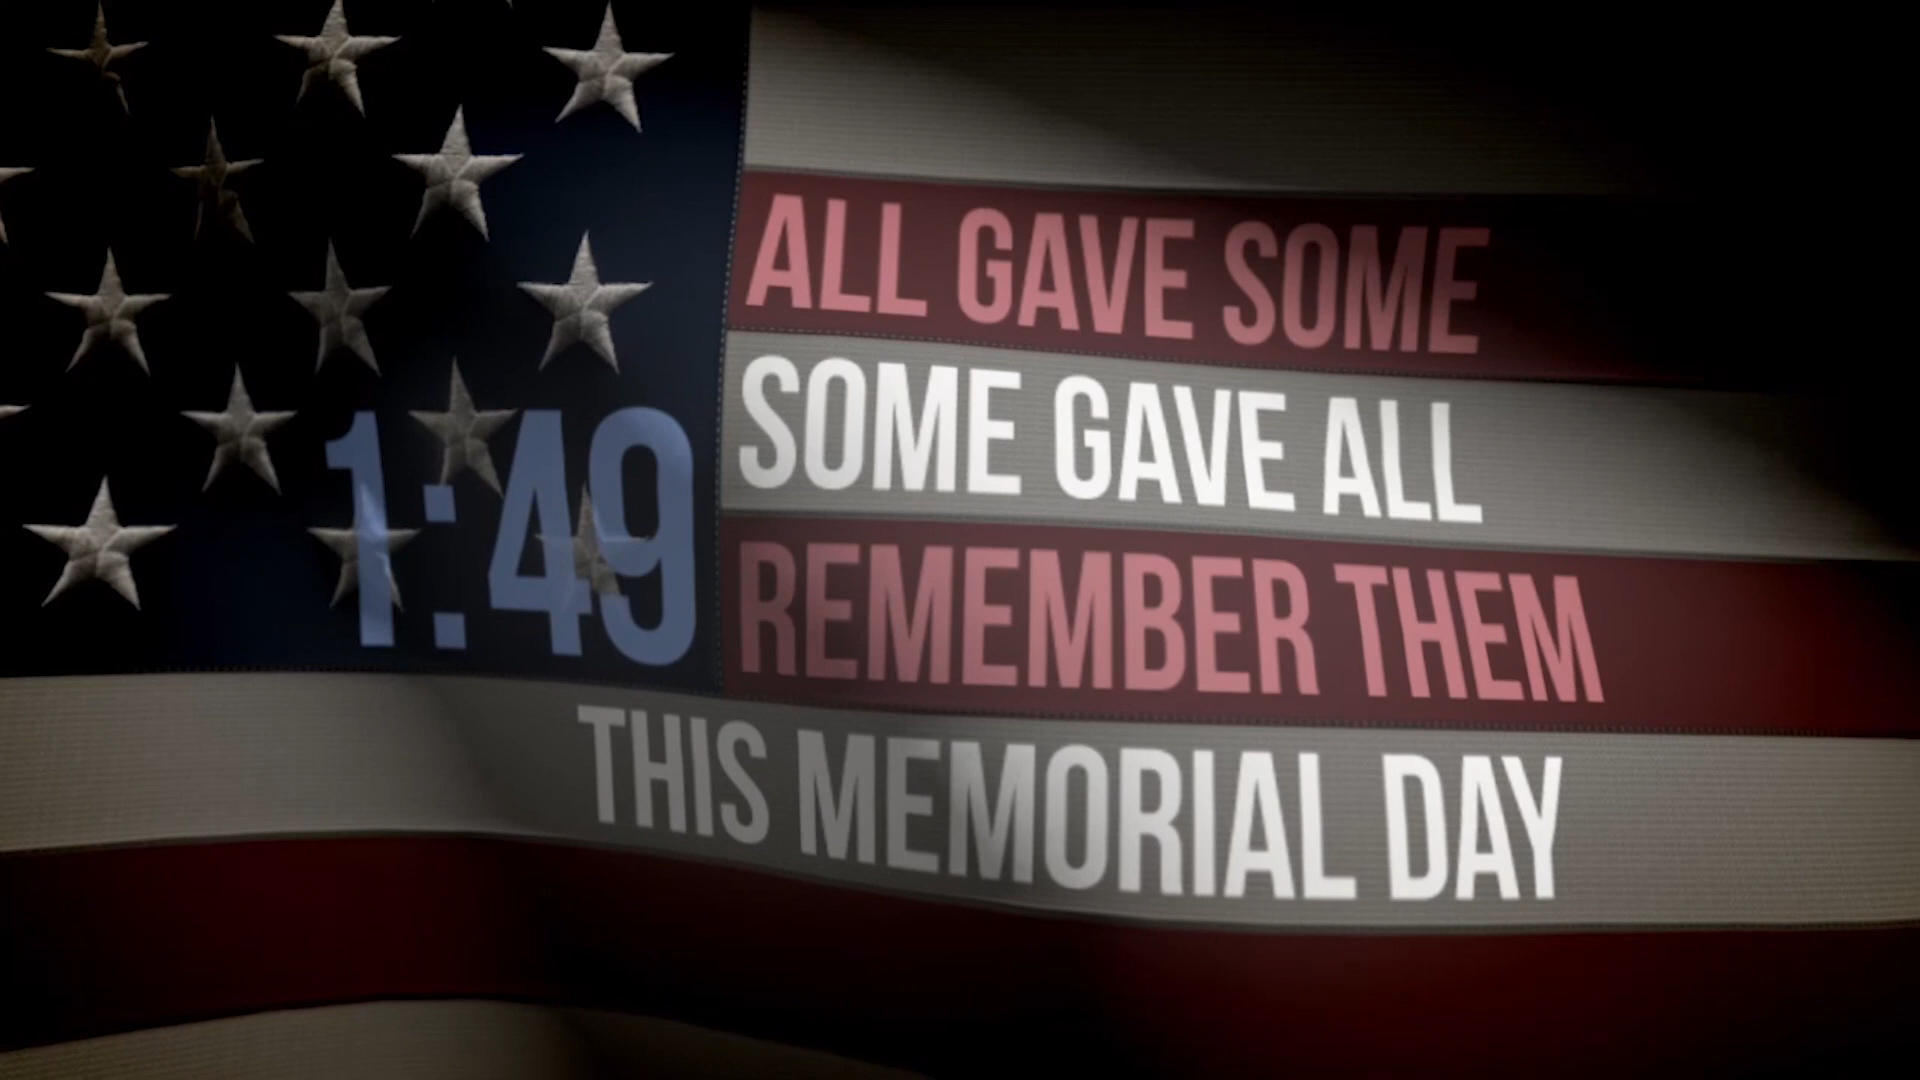 ALL GAVE SOME
SOME GAVE ALL
1:49
REMEMBER THEM
THIS MEMORIAL DAY